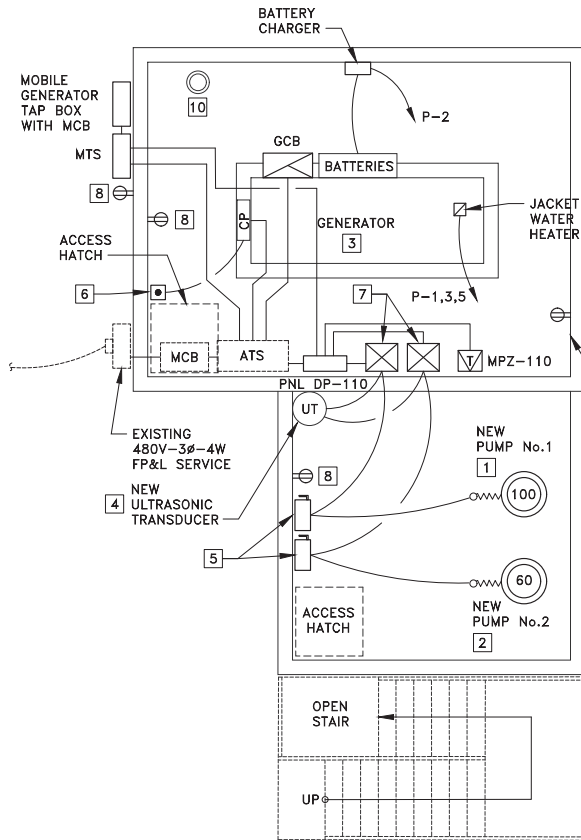 BATTERY
CHARGER
MOBILE
GENERATOR
TAP BOX
WITH MCB
10
P-2
MTS
GCB
BATTERIES
8
8
CP
GENERATOR
3
JACKET
WATER
HEATER
ACCESS
HATCH
6
7
P-1,3,5
MCB
ATS
MPZ-110
T
PNL DP-110
UT
EXISTING
480V-3ø-4W
FP&L SERVICE
4
NEW
ULTRASONIC
TRANSDUCER
8
NEW
PUMP No.1
1
100
5
60
ACCESS
HATCH
NEW
PUMP No.2
2
OPEN
STAIR
UP